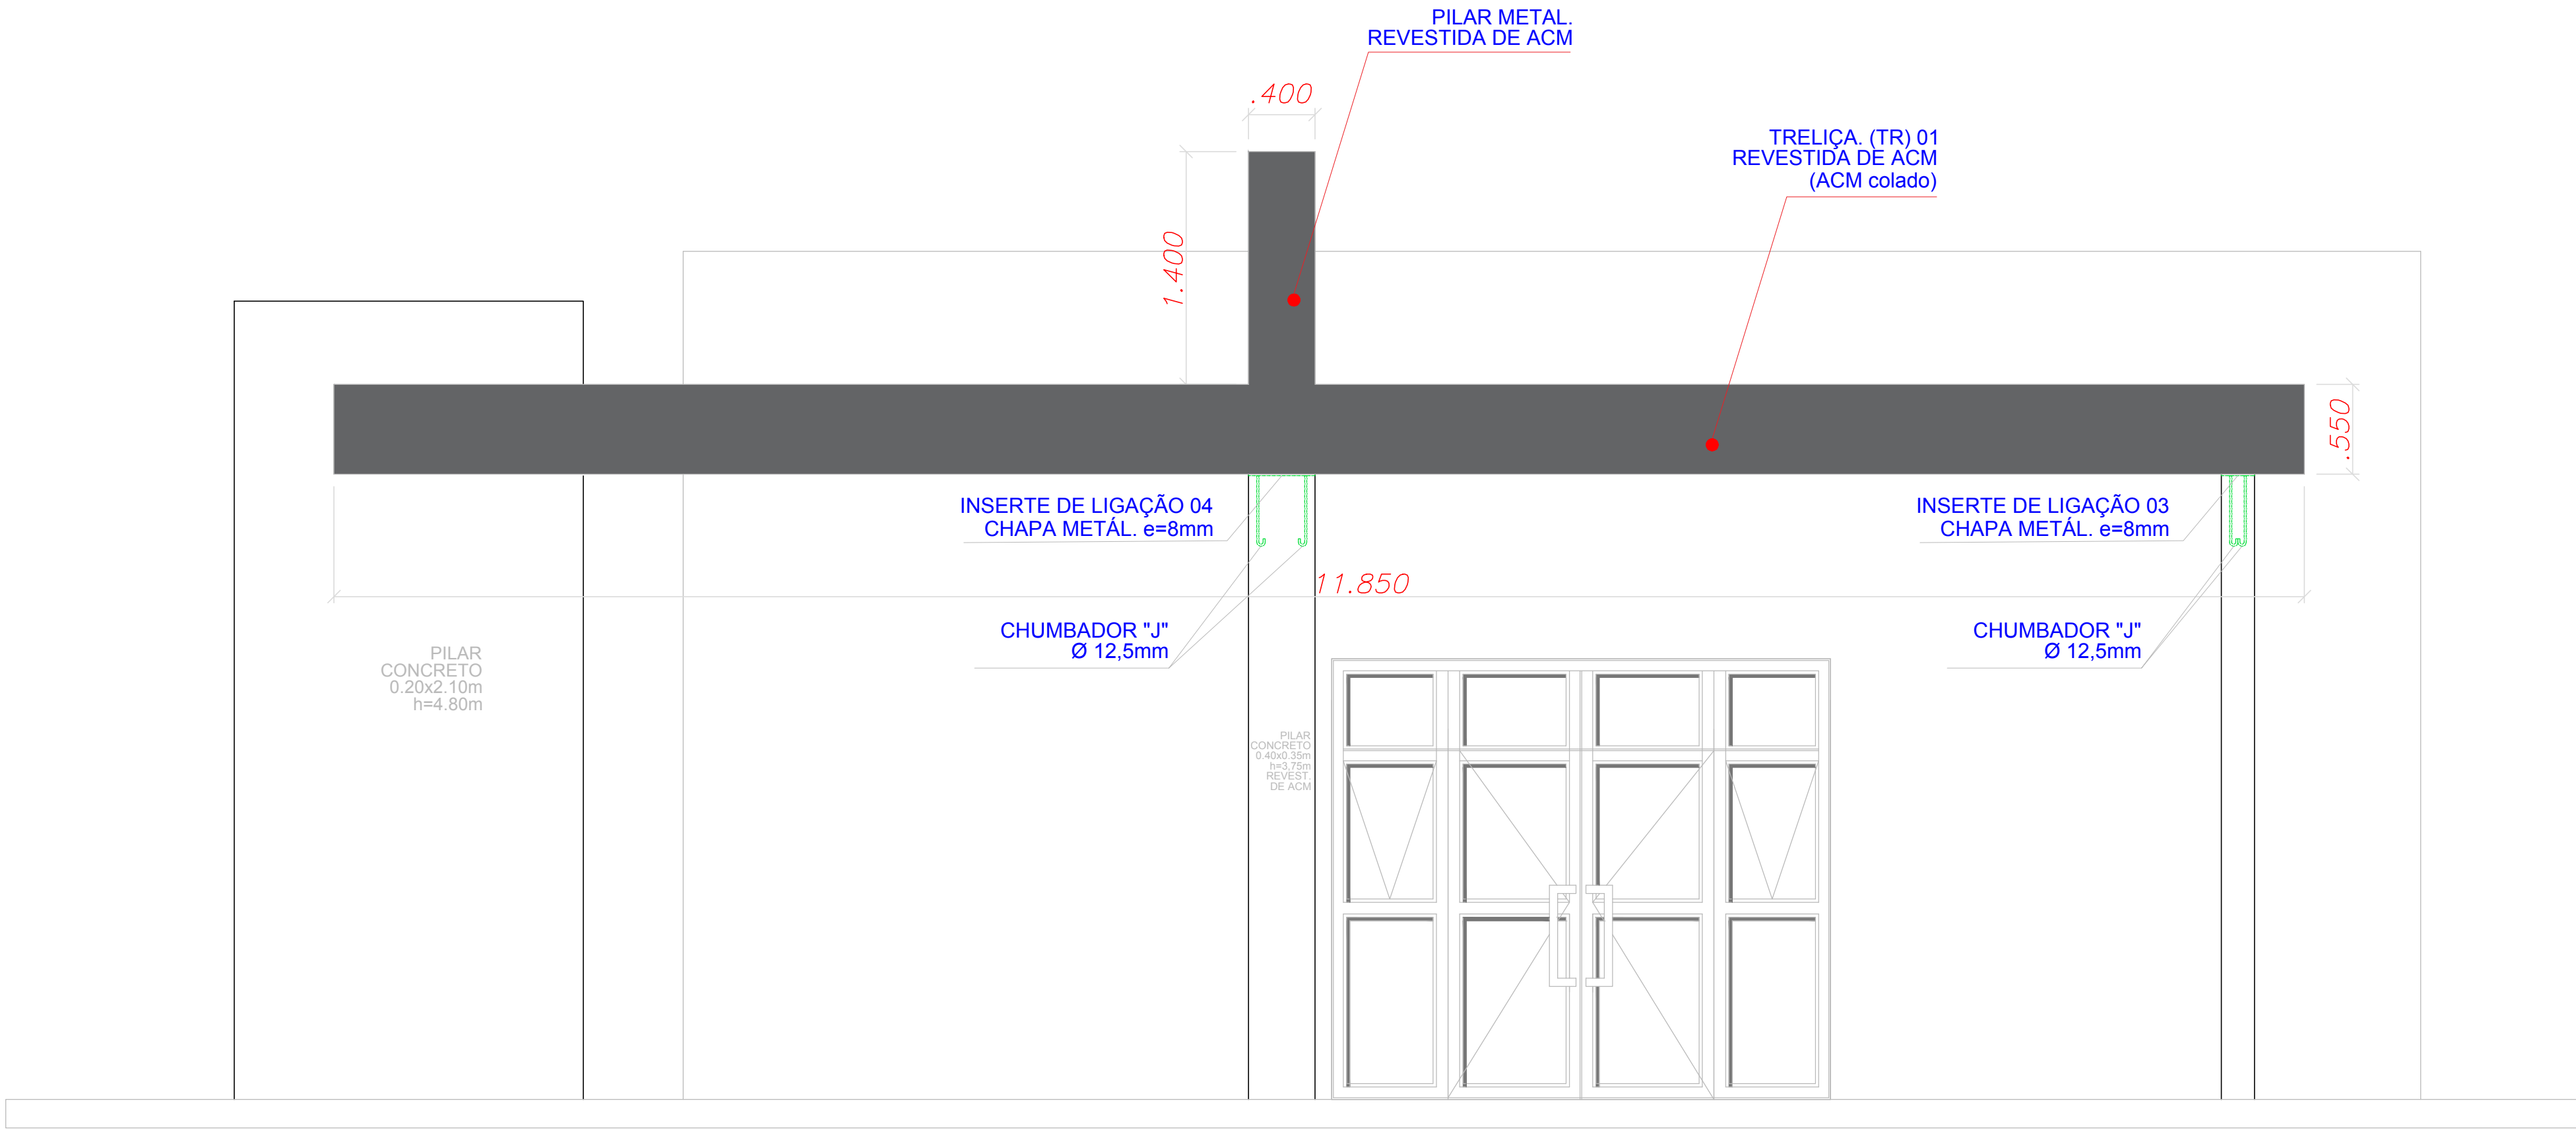 PILAR METAL.
REVESTIDA DE ACM
.400
TRELIÇA. (TR) 01
REVESTIDA DE ACM
(ACM colado)
1.400
.550
INSERTE DE LIGAÇÃO 04
CHAPA METÁL. e=8mm
INSERTE DE LIGAÇÃO 03
CHAPA METÁL. e=8mm
11.850
CHUMBADOR "J"
Ø 12,5mm
CHUMBADOR "J"
Ø 12,5mm
PILAR
CONCRETO
0.20x2.10m
h=4.80m
PILAR
CONCRETO
0.40x0.35m
h=3,75m
REVEST.
DE ACM